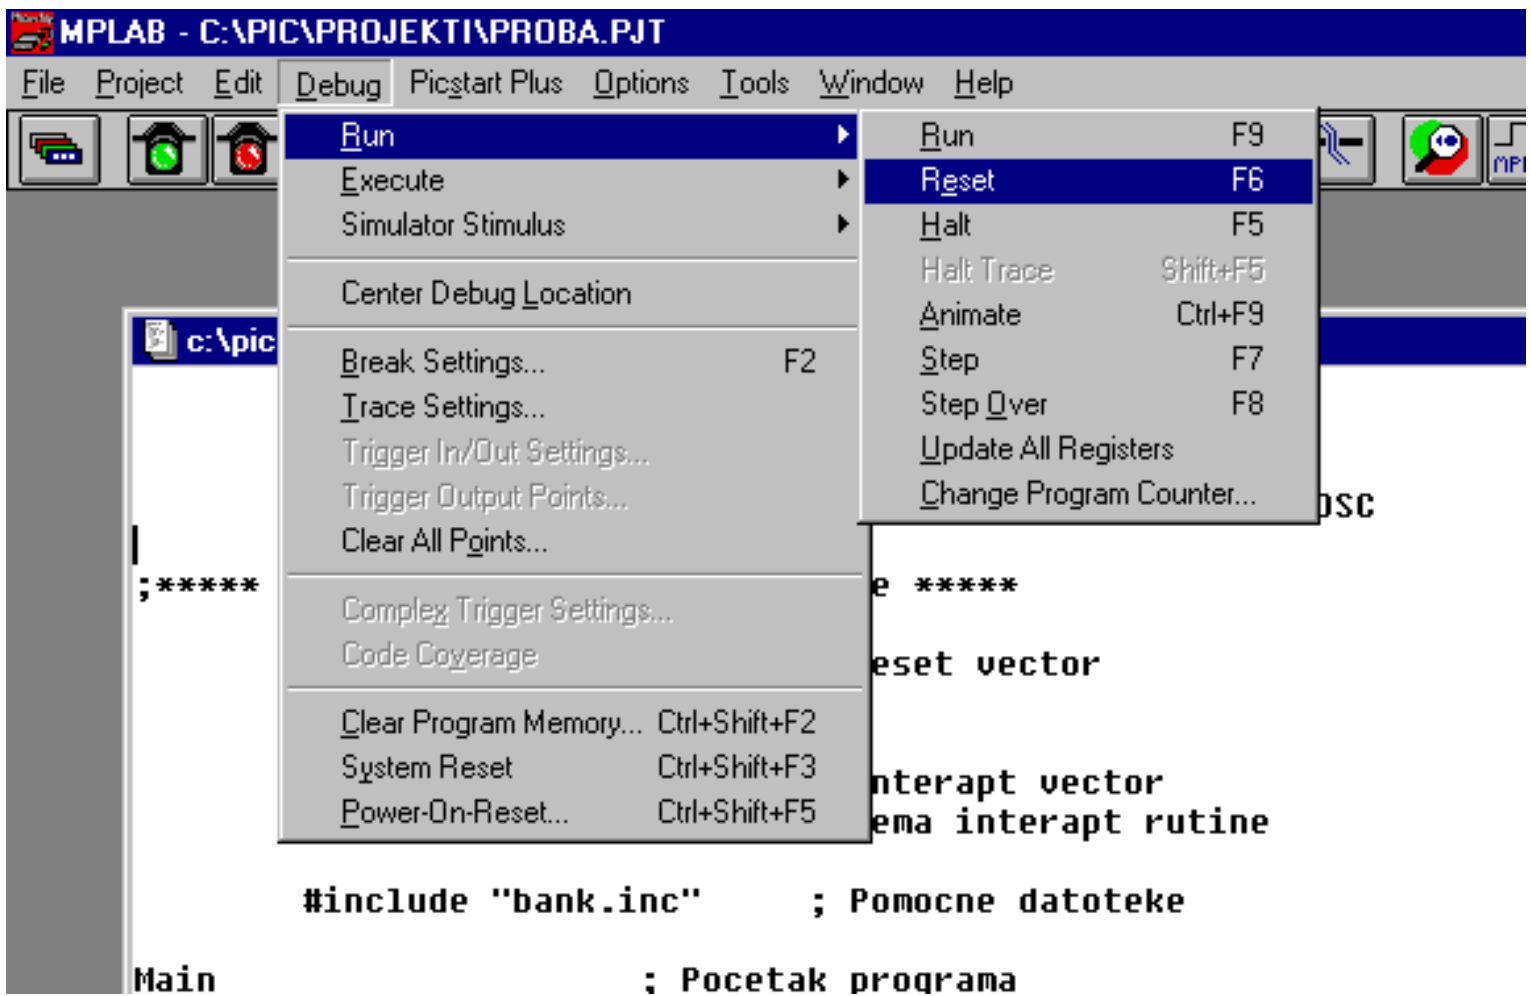 MPLAB - C:\PIC\PROJEKTI\PROBA.PJT
File Project Edit Debug Picstart Plus Options Tools Window Help
Run
Execute
Simulator Stimulus
Center Debug Location
Break Settings... F2
Trace Settings...
Trigger In/Out Settings...
Trigger Output Points...
Clear All Points...
Complex Trigger Settings...
Code Coverage
Clear Program Memory... Ctrl+Shift+F2
System Reset Ctrl+Shift+F3
Power-On-Reset... Ctrl+Shift+F5
Run F9
Reset F6
Halt F5
Halt Trace Shift+F5
Animate Ctrl+F9
Step F7
Step Over F8
Update All Registers
Change Program Counter...
c:\pic
OSC
;***** e *****
eset vector
nterapt vector
ema interapt rutine
#include "bank.inc" ; Pomocne datoteke
Main ; Pocetak programa